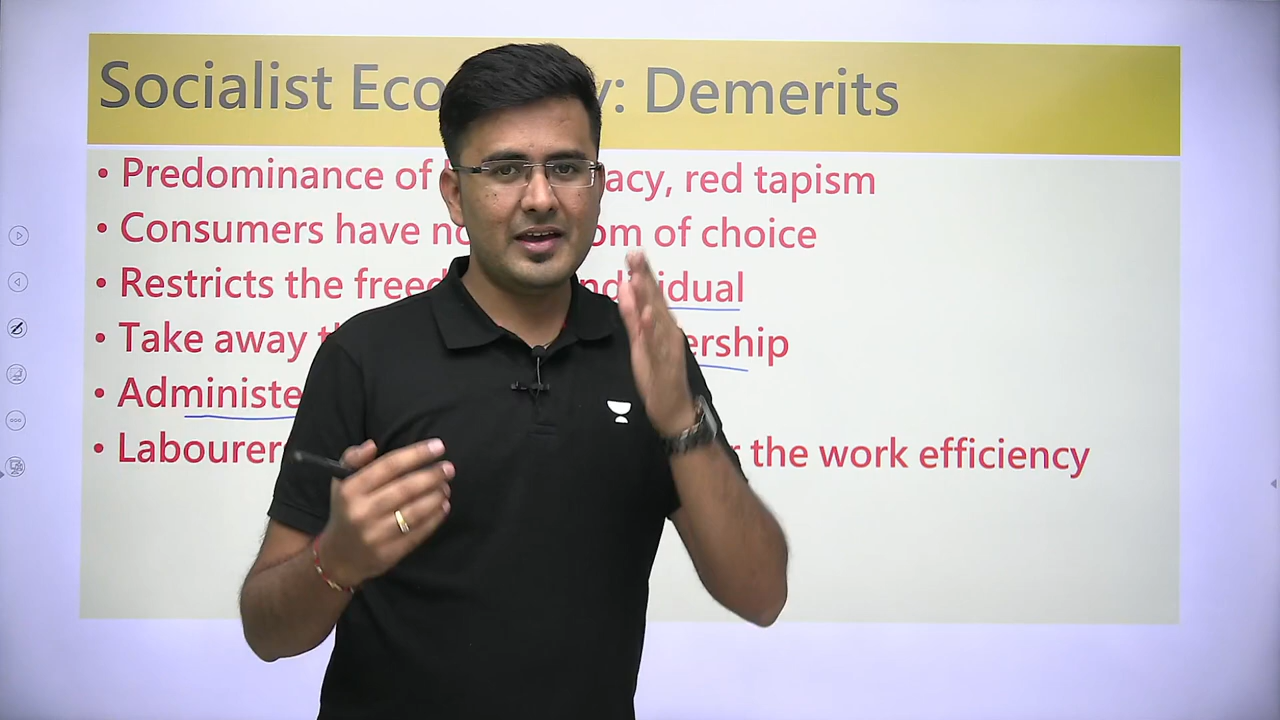 Socialist Eco y: Demerits
• Predominance of acy, red tapism
• Consumers have no om of choice
• Restricts the freed individual
• Take away ership
• Administe
• Labourer the work efficiency